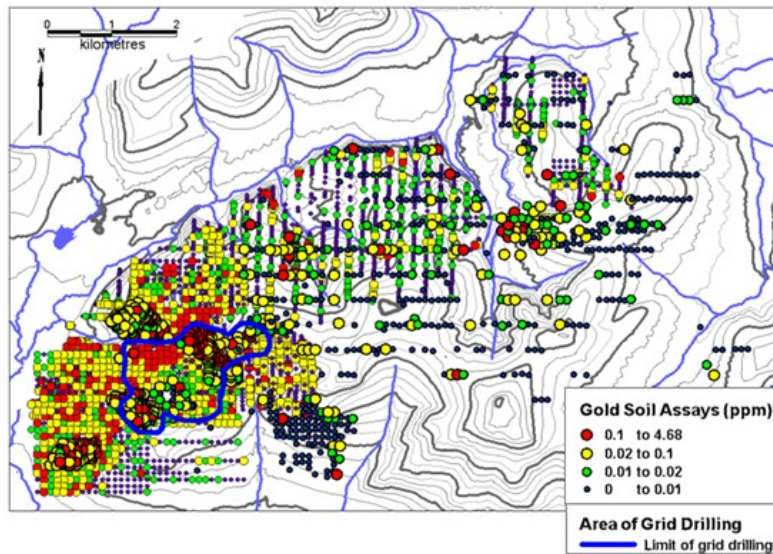 0 1 2
kilometres
N
Gold Soil Assays (ppm)
0.1 to 4.68
0.02 to 0.1
0.01 to 0.02
0 to 0.01
Area of Grid Drilling
Limit of grid drilling